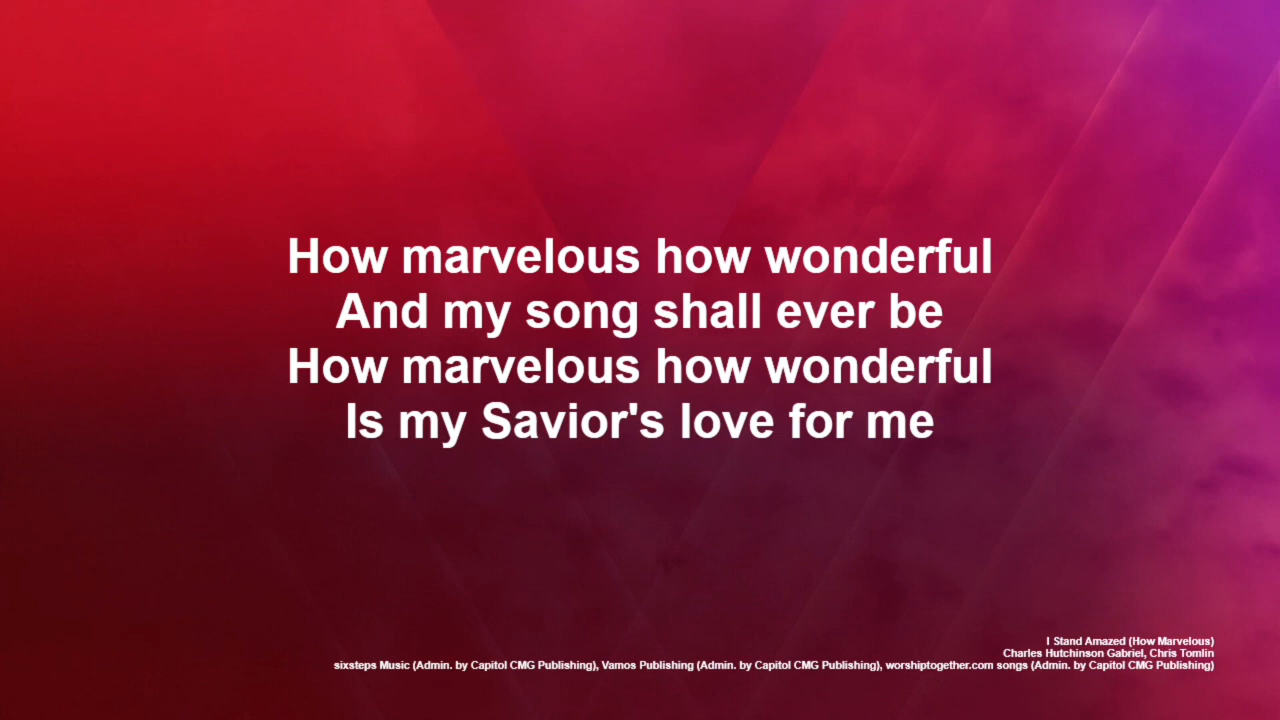 How marvelous how wonderful
And my song shall ever be
How marvelous how wonderful
Is my Savior's love for me
I Stand Amazed (How Marvelous)
Charles Hutchinson Gabriel, Chris Tomlin
sixsteps Music (Admin. by Capitol CMG Publishing), Vamos Publishing (Admin. by Capitol CMG Publishing), worshiptogether.com songs (Admin. by Capitol CMG Publishing)